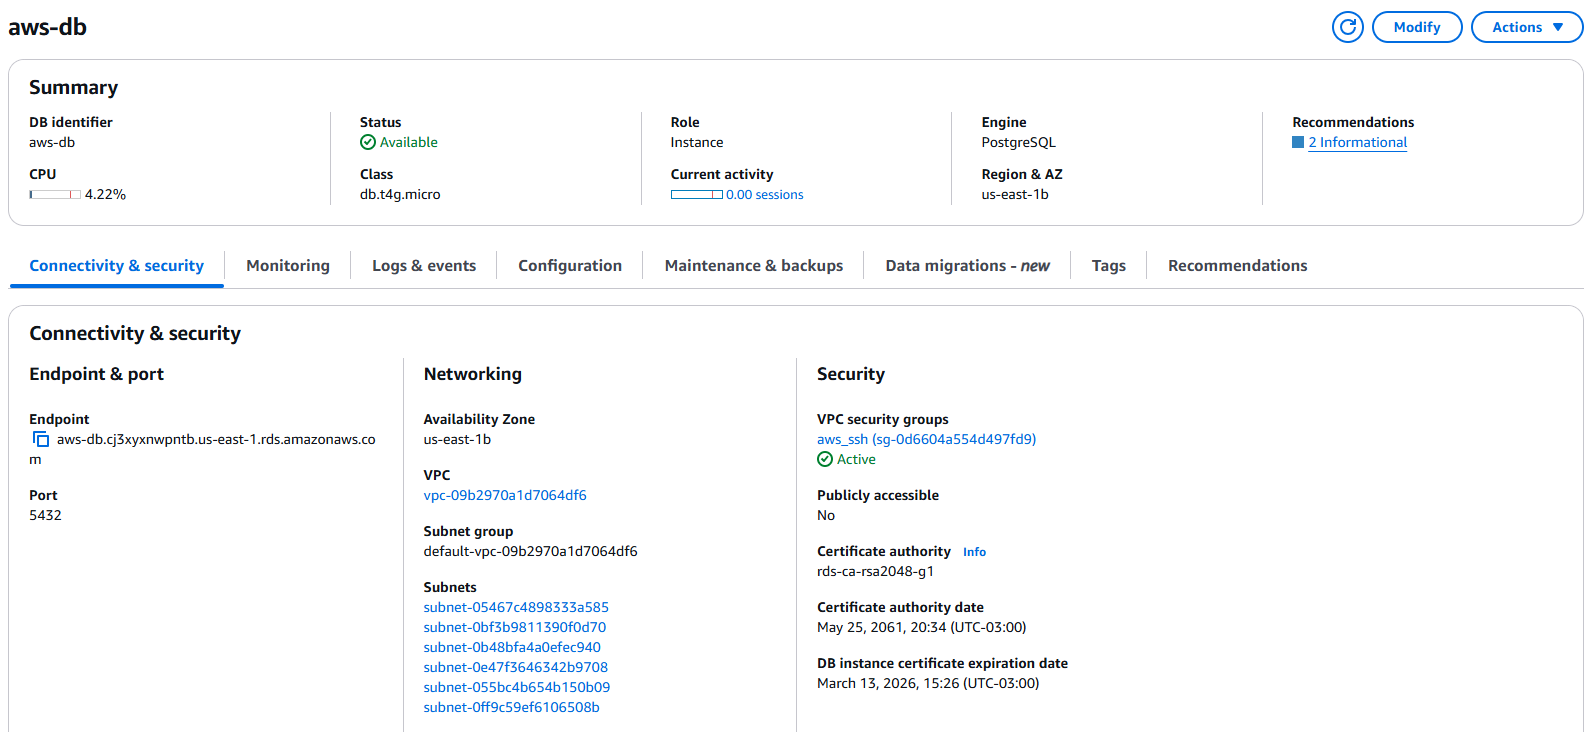 aws-db
Modify
Actions
Summary
DB identifier
aws-db
Status
Available
Role
Instance
Engine
PostgreSQL
Recommendations
2 Informational
CPU
4.22%
Class
db.t4g.micro
Current activity
0.00 sessions
Region & AZ
us-east-1b
Connectivity & security
Monitoring
Logs & events
Configuration
Maintenance & backups
Data migrations - new
Tags
Recommendations
Connectivity & security
Endpoint & port
Endpoint
aws-db.cj3xyxnwpntb.us-east-1.rds.amazonaws.co
m
Port
5432
Networking
Availability Zone
us-east-1b
VPC
vpc-09b2970a1d7064df6
Subnet group
default-vpc-09b2970a1d7064df6
Subnets
subnet-05467c4898333a585
subnet-0bf3b9811390f0d70
subnet-0b48bfa4a0efec940
subnet-0e47f3646342b9708
subnet-055bc4b654b150b09
subnet-0ff9c59ef6106508b
Security
VPC security groups
aws_ssh (sg-0d6604a554d497fd9)
Active
Publicly accessible
No
Certificate authority Info
rds-ca-rsa2048-g1
Certificate authority date
May 25, 2061, 20:34 (UTC-03:00)
DB instance certificate expiration date
March 13, 2026, 15:26 (UTC-03:00)